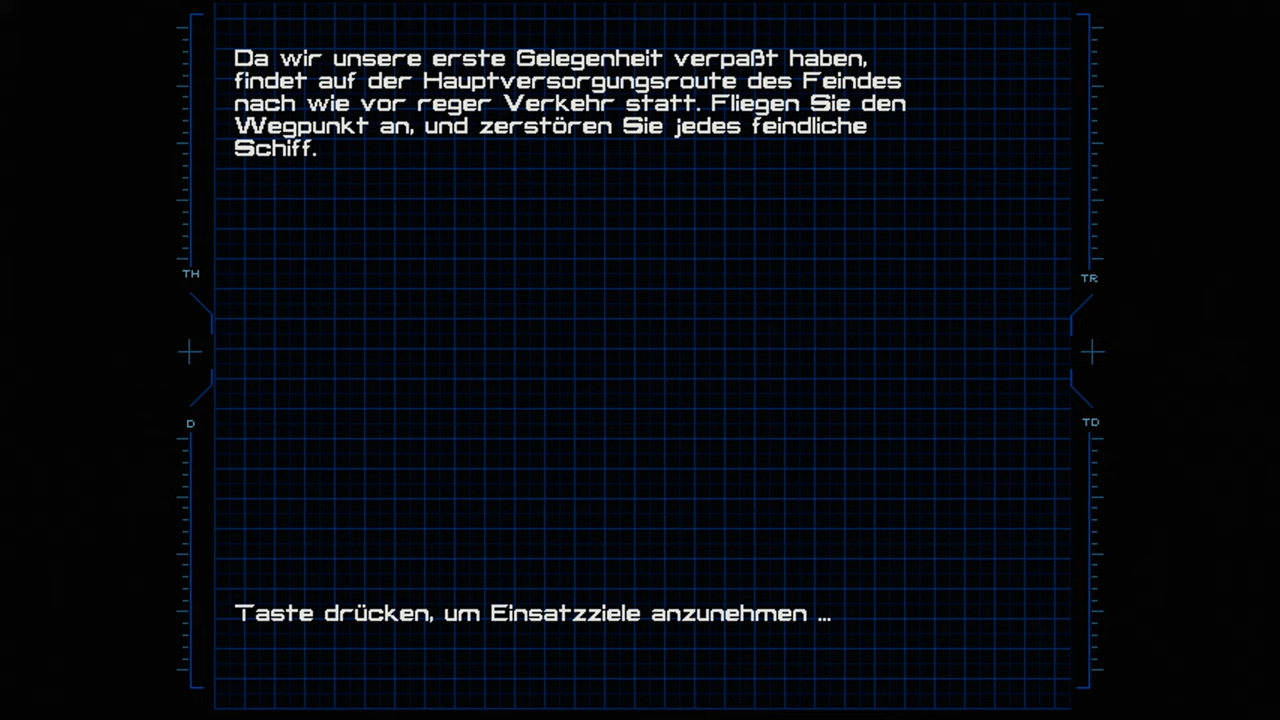 Da wir unsere erste Gelegenheit verpaßt haben,
findet auf der Hauptversorgungsroute des Feindes
nach wie vor reger Verkehr statt. Fliegen Sie den
Wegpunkt an, und zerstören Sie jedes feindliche
Schiff.
TH
TR
D
TD
Taste drücken, um Einsatzziele anzunehmen ...